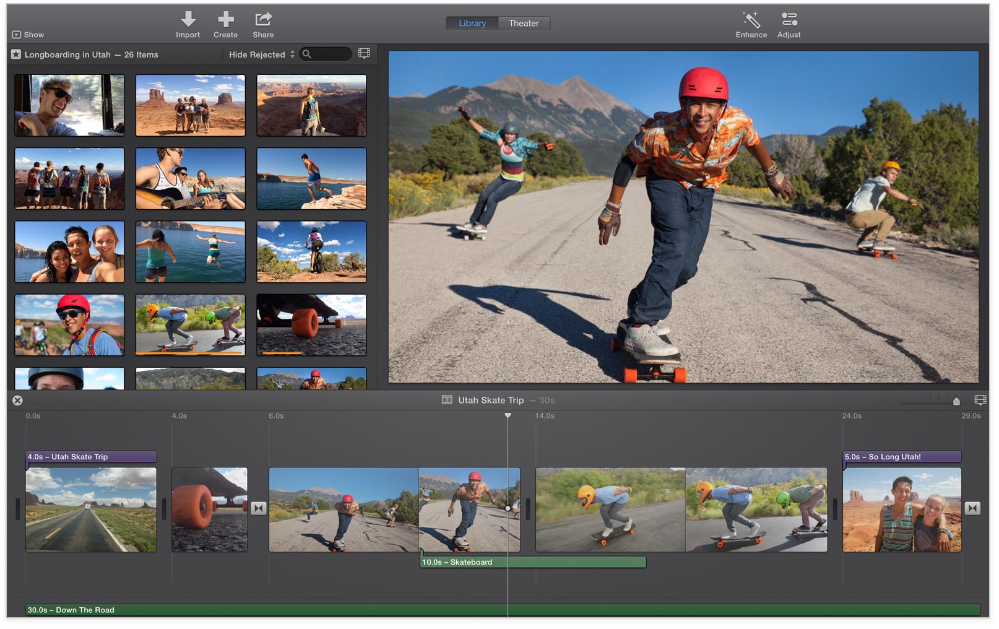 Show
Import
Create
Share
Library
Theater
Enhance
Adjust
Longboarding in Utah — 26 Items
Hide Rejected
Utah Skate Trip — 30s
0.0s
4.0s
6.0s
14.0s
24.0s
29.0s
4.0s – Utah Skate Trip
5.0s – So Long Utah!
10.0s – Skateboard
30.0s – Down The Road